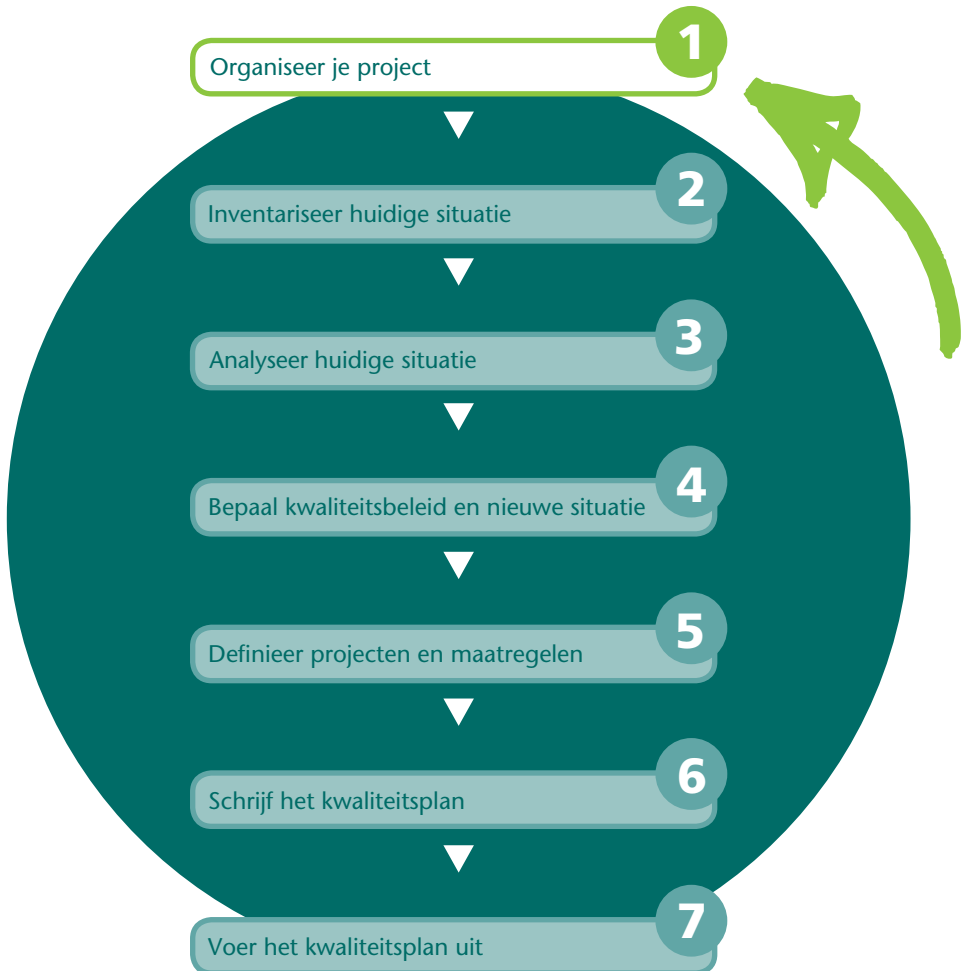 1
Organiseer je project
2
Inventariseer huidige situatie
3
Analyseer huidige situatie
4
Bepaal kwaliteitsbeleid en nieuwe situatie
5
Definieer projecten en maatregelen
6
Schrijf het kwaliteitsplan
7
Voer het kwaliteitsplan uit